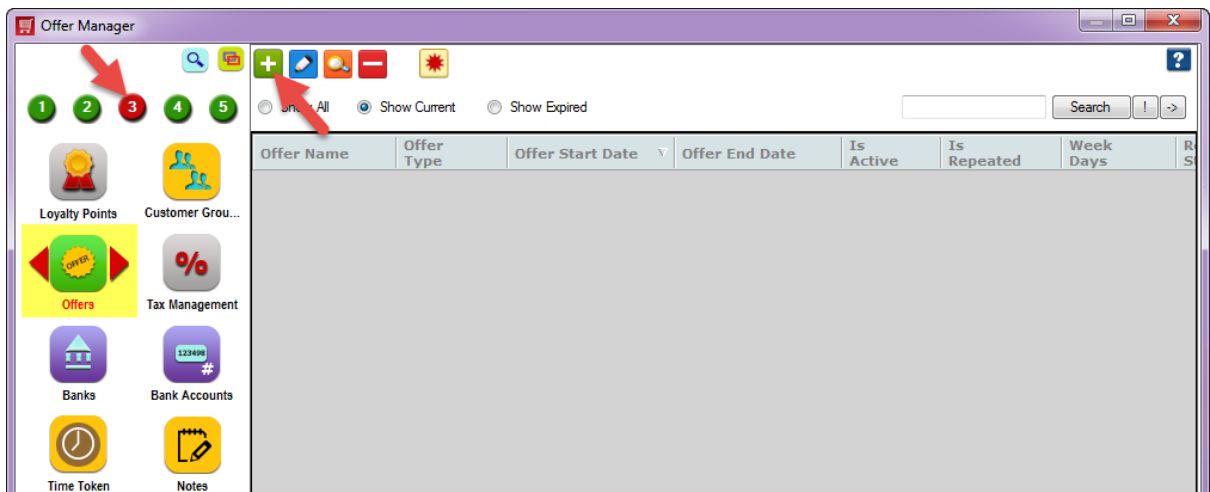 Offer Manager
X
?
1 2 3 4 5
Show All Show Current Show Expired
Search ! ->
Offer Name Offer Type Offer Start Date Offer End Date Is Active Is Repeated Week Days
Loyalty Points Customer Grou...
OFFER %
Offers Tax Management
123498
#
Banks Bank Accounts
Time Token Notes